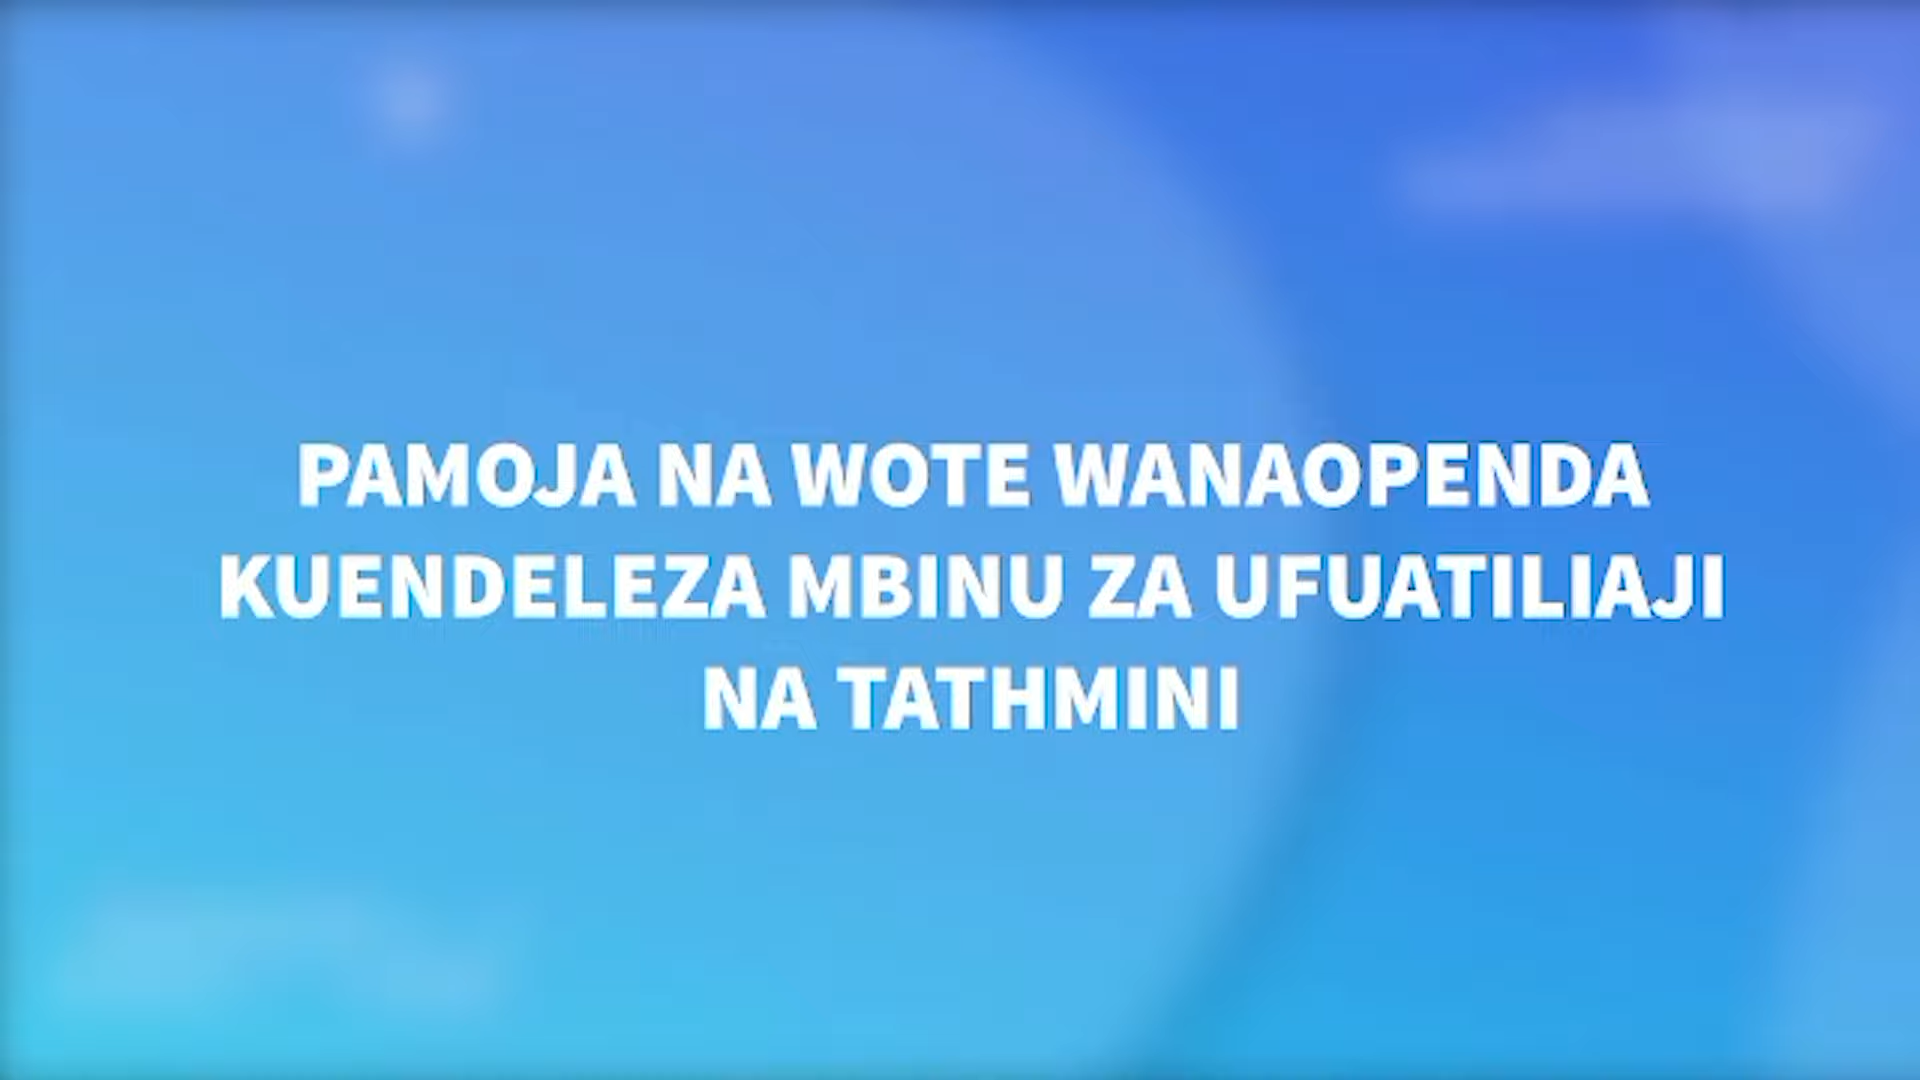 PAMOJA NA WOTE WANAOPENDA
KUENDELEZA MBINU ZA UFUATILIAJI
NA TATHMINI